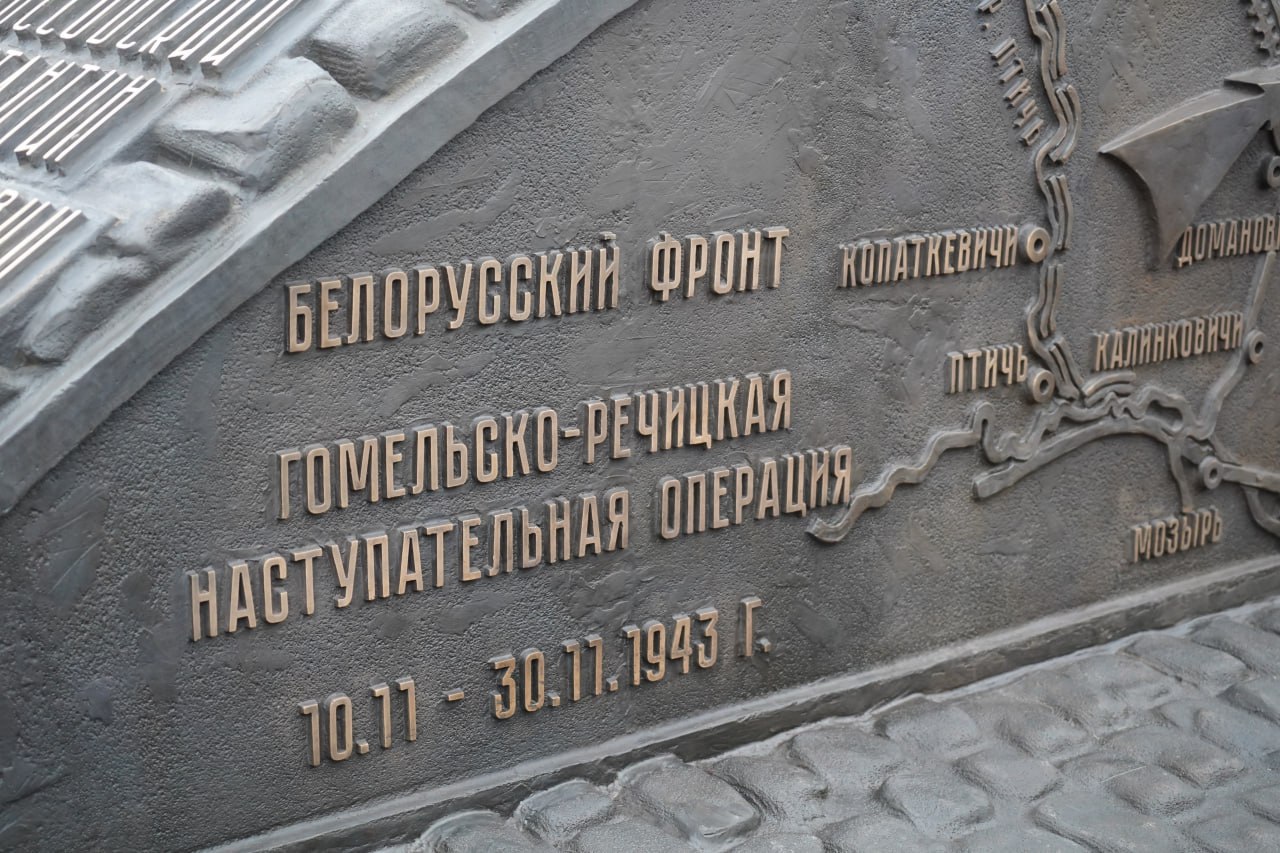 БЕЛОРУССКИЙ ФРОНТ
ГОМЕЛЬСКО-РЕЧИЦКАЯ
НАСТУПАТЕЛЬНАЯ ОПЕРАЦИЯ
10.11 - 30.11.1943 Г.
КОПАТКЕВИЧИ
ПТИЧЬ
КАЛИНКОВИЧИ
МОЗЫРЬ